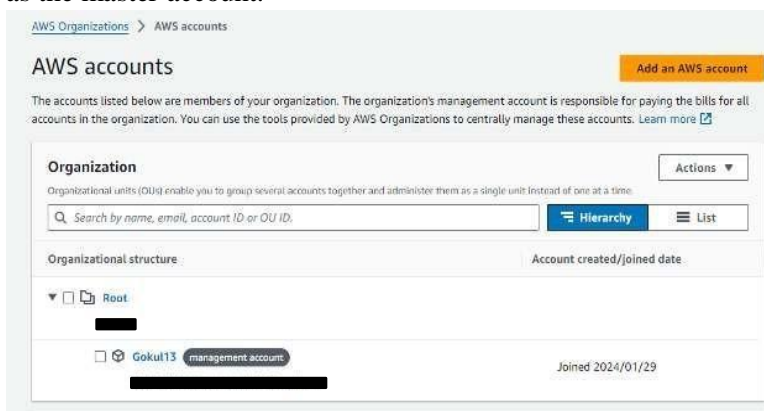 as the master account.
AWS Organizations > AWS accounts
AWS accounts
Add an AWS account
The accounts listed below are members of your organization. The organization's management account is responsible for paying the bills for all
accounts in the organization. You can use the tools provided by AWS Organizations to centrally manage these accounts. Learn more
Organization
Actions ▼
Organizational units (OUs) enable you to group several accounts together and administer them as a single unit instead of one at a time.
Search by name, email, account ID or OU ID.
Hierarchy
List
Organizational structure
Account created/joined date
Root
Gokul13 management account
Joined 2024/01/29